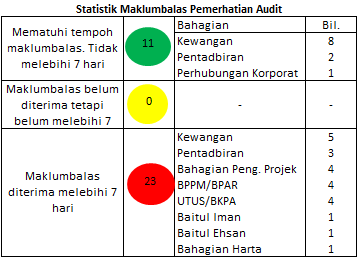 Statistik Maklumbalas Pemerhatian Audit
Bahagian Bil.
Mematuhi tempoh
maklumbalas. Tidak
melebihi 7 hari
11
Kewangan 8
Pentadbiran 2
Perhubungan Korporat 1
Maklumbalas belum
diterima tetapi
belum melebihi 7
0
- -
Maklumbalas
diterima melebihi 7
hari
23
Kewangan 5
Pentadbiran 3
Bahagian Peng. Projek 4
BPPM/BPAR 4
UTUS/BKPA 4
Baitul Iman 1
Baitul Ehsan 1
Bahagian Harta 1